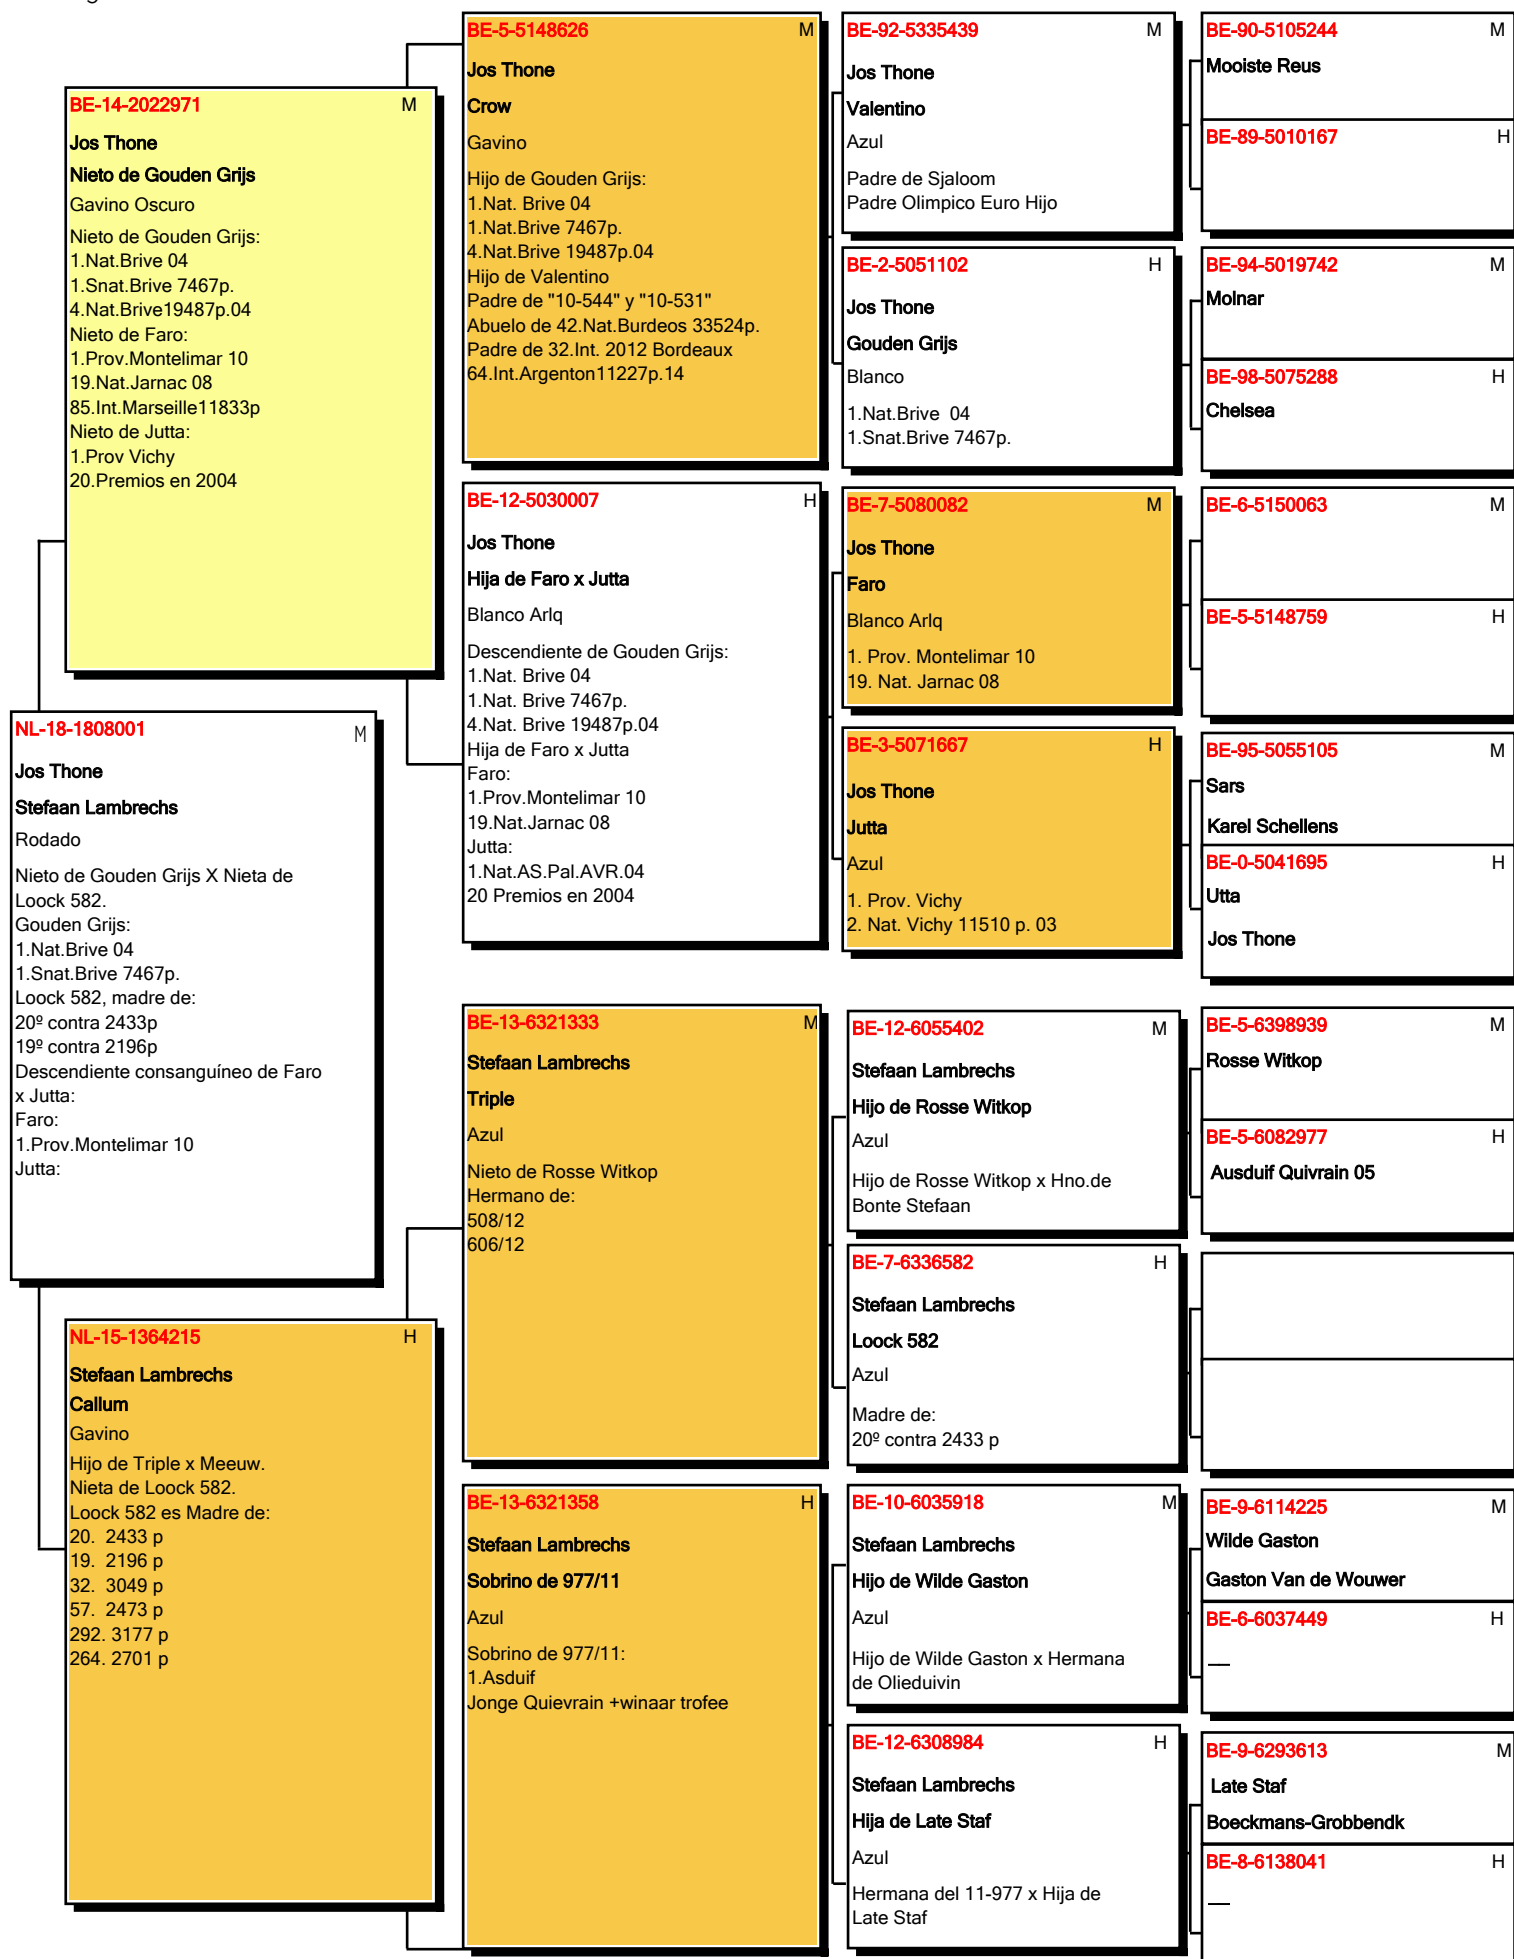 BE-5-5148626 M
Jos Thone
Crow
Gavino
Hijo de Gouden Grijs:
1.Nat. Brive 04
1.Nat.Brive 7467p.
4.Nat.Brive 19487p.04
Hijo de Valentino
Padre de "10-544" y "10-531"
Abuelo de 42.Nat.Burdeos 33524p.
Padre de 32.Int. 2012 Bordeaux
64.Int.Argenton11227p.14
BE-92-5335439 M
Jos Thone
Valentino
Azul
Padre de Sjaloom
Padre Olimpico Euro Hijo
BE-90-5105244 M
Mooiste Reus
BE-89-5010167 H
BE-14-2022971 M
Jos Thone
Nieto de Gouden Grijs
Gavino Oscuro
Nieto de Gouden Grijs:
1.Nat.Brive 04
1.Snat.Brive 7467p.
4.Nat.Brive19487p.04
Nieto de Faro:
1.Prov.Montelimar 10
19.Nat.Jarnac 08
85.Int.Marseille11833p
Nieto de Jutta:
1.Prov Vichy
20.Premios en 2004
BE-2-5051102 H
Jos Thone
Gouden Grijs
Blanco
1.Nat.Brive 04
1.Snat.Brive 7467p.
BE-94-5019742 M
Molnar
BE-98-5075288 H
Chelsea
BE-12-5030007 H
Jos Thone
Hija de Faro x Jutta
Blanco Arlq
Descendiente de Gouden Grijs:
1.Nat. Brive 04
1.Nat. Brive 7467p.
4.Nat. Brive 19487p.04
Hija de Faro x Jutta
Faro:
1.Prov.Montelimar 10
19.Nat.Jarnac 08
Jutta:
1.Nat.AS.Pal.AVR.04
20 Premios en 2004
BE-7-5080082 M
Jos Thone
Faro
Blanco Arlq
1. Prov. Montelimar 10
19. Nat. Jarnac 08
BE-6-5150063 M
BE-5-5148759 H
BE-3-5071667 H
Jos Thone
Jutta
Azul
1. Prov. Vichy
2. Nat. Vichy 11510 p. 03
BE-95-5055105 M
Sars
Karel Schellens
BE-0-5041695 H
Utta
Jos Thone
NL-18-1808001 M
Jos Thone
Stefaan Lambrechs
Rodado
Nieto de Gouden Grijs X Nieta de
Loock 582.
Gouden Grijs:
1.Nat.Brive 04
1.Snat.Brive 7467p.
Loock 582, madre de:
20º contra 2433p
19º contra 2196p
Descendiente consanguíneo de Faro
x Jutta:
Faro:
1.Prov.Montelimar 10
Jutta:
BE-13-6321333 M
Stefaan Lambrechs
Triple
Azul
Nieto de Rosse Witkop
Hermano de:
508/12
606/12
BE-12-6055402 M
Stefaan Lambrechs
Hijo de Rosse Witkop
Azul
Hijo de Rosse Witkop x Hno.de
Bonte Stefaan
BE-5-6398939 M
Rosse Witkop
BE-5-6082977 H
Ausduif Quivrain 05
BE-7-6336582 H
Stefaan Lambrechs
Loock 582
Azul
Madre de:
20º contra 2433 p
NL-15-1364215 H
Stefaan Lambrechs
Callum
Gavino
Hijo de Triple x Meeuw.
Nieta de Loock 582.
Loock 582 es Madre de:
20. 2433 p
19. 2196 p
32. 3049 p
57. 2473 p
292. 3177 p
264. 2701 p
BE-13-6321358 H
Stefaan Lambrechs
Sobrino de 977/11
Azul
Sobrino de 977/11:
1.Asduif
Jonge Quievrain +winaar trofee
BE-10-6035918 M
Stefaan Lambrechs
Hijo de Wilde Gaston
Azul
Hijo de Wilde Gaston x Hermana
de Olieduivin
BE-9-6114225 M
Wilde Gaston
Gaston Van de Wouwer
BE-6-6037449 H
__
BE-12-6308984 H
Stefaan Lambrechs
Hija de Late Staf
Azul
Hermana del 11-977 x Hija de
Late Staf
BE-9-6293613 M
Late Staf
Boeckmans-Grobbendk
BE-8-6138041 H
__